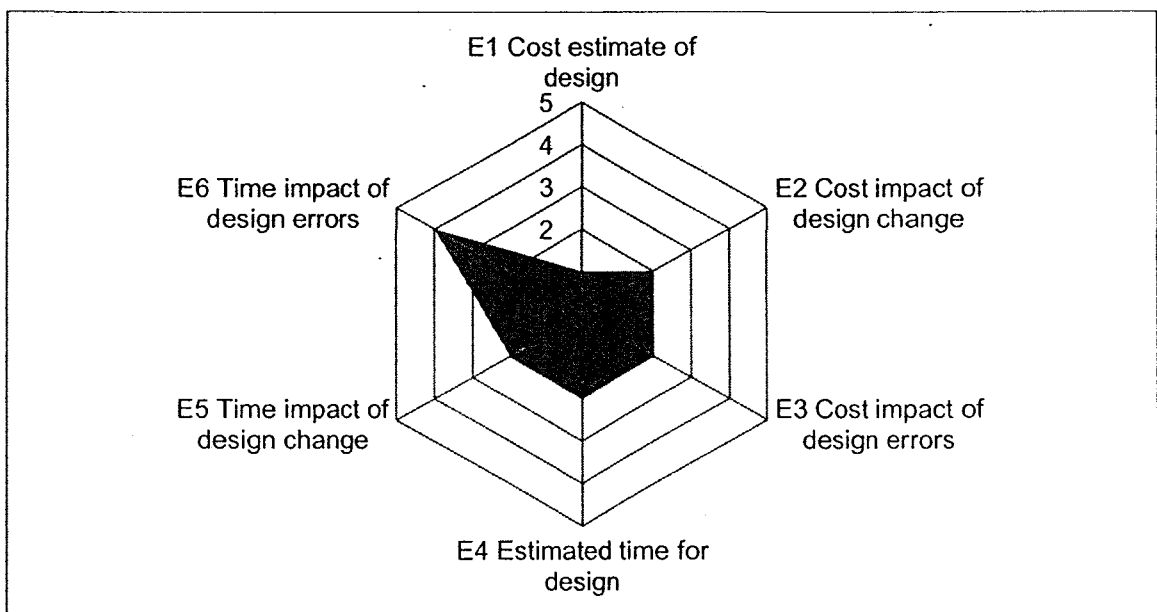 E1 Cost estimate of
design
5
4
3
2
E6 Time impact of
design errors
E2 Cost impact of
design change
E5 Time impact of
design change
E3 Cost impact of
design errors
E4 Estimated time for
design